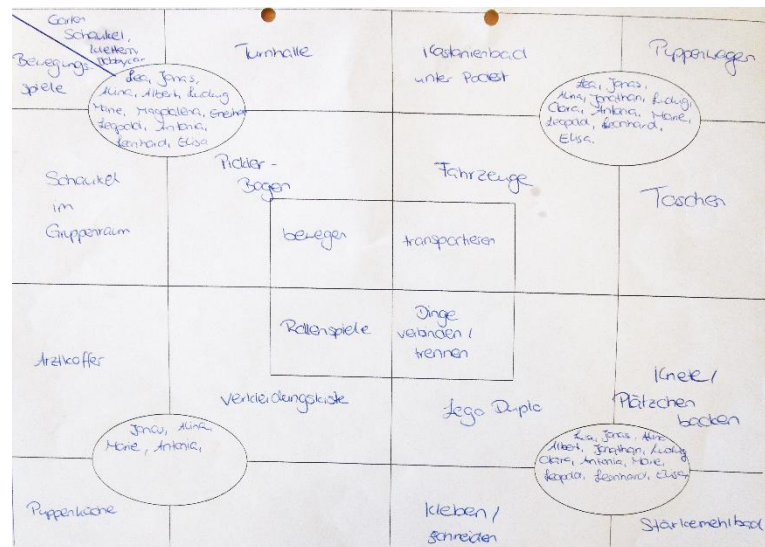 Garten
Schaukel,
klettern,
Bobbycar
Bewegungs-
spiele
Lea, Jonas,
Alina, Albert, Ludwig
Marie, Magdalena,
Leopold, Antonia,
Leonhard, Elisa
Turnhalle
Kastanienbad
unter Podest
Puppenwagen
Lea, Jonas,
Alina, Jonathan, Ludwig
Clara, Antonia, Marie,
Leopold, Leonhard,
Elisa.
Schaukel
im
Gruppenraum
Pickler-
Bogen
Fahrzeuge
Taschen
bewegen
transportieren
Rollenspiele
Dinge
verbinden /
trennen
Arztkoffer
Verkleidungskiste
Lego Duplo
Knete /
Plätzchen
backen
Jonas, Alina,
Marie, Antonia,
Lea, Jonas, Alina
Albert, Jonathan, Ludwig
Clara, Antonia, Marie,
Leopold, Leonhard, Elisa,
Puppenküche
Kleben /
schneiden
Stärkemehlbad